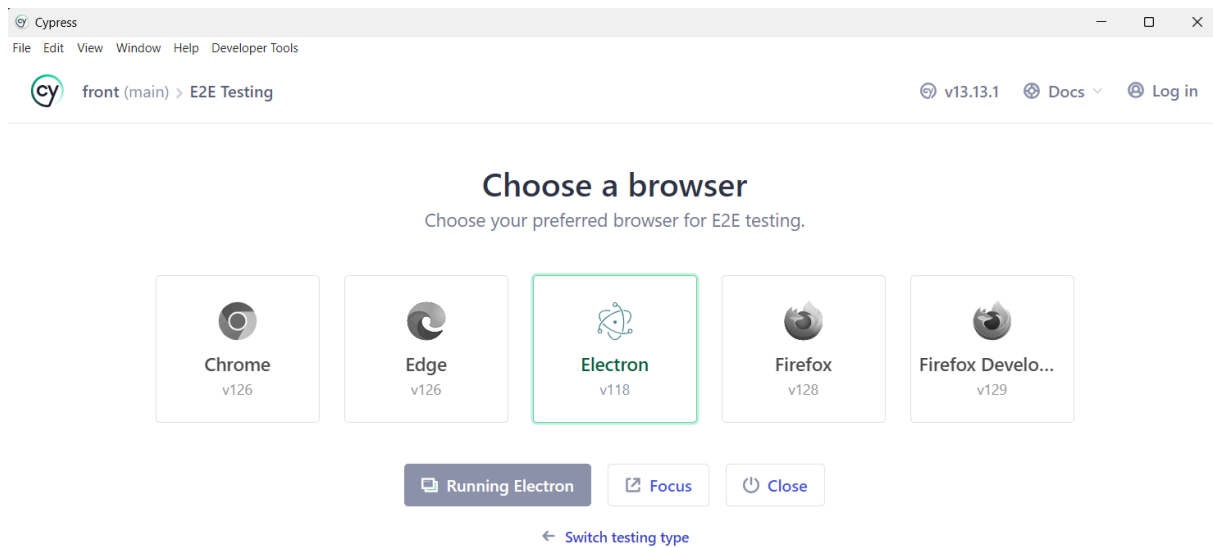 Cypress
File Edit View Window Help Developer Tools
cy front (main) > E2E Testing v13.13.1 Docs Log in
Choose a browser
Choose your preferred browser for E2E testing.
Chrome Edge Electron Firefox Firefox Develo...
v126 v126 v118 v128 v129
Running Electron Focus Close
← Switch testing type